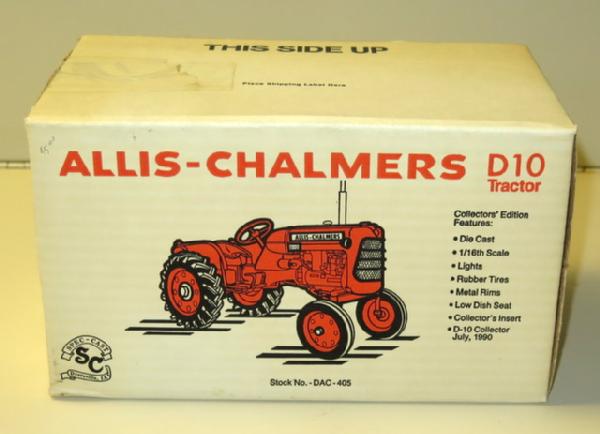 THIS SIDE UP
Place Shipping Label Here
ALLIS-CHALMERS D10
Tractor
ALLIS-CHALMERS
Collectors' Edition
Features:
• Die Cast
• 1/16th Scale
• Lights
• Rubber Tires
• Metal Rims
• Low Dish Seat
• Collector's Insert
• D-10 Collector
July, 1990
SPEC-CAST
SC
Stock No. - DAC - 405